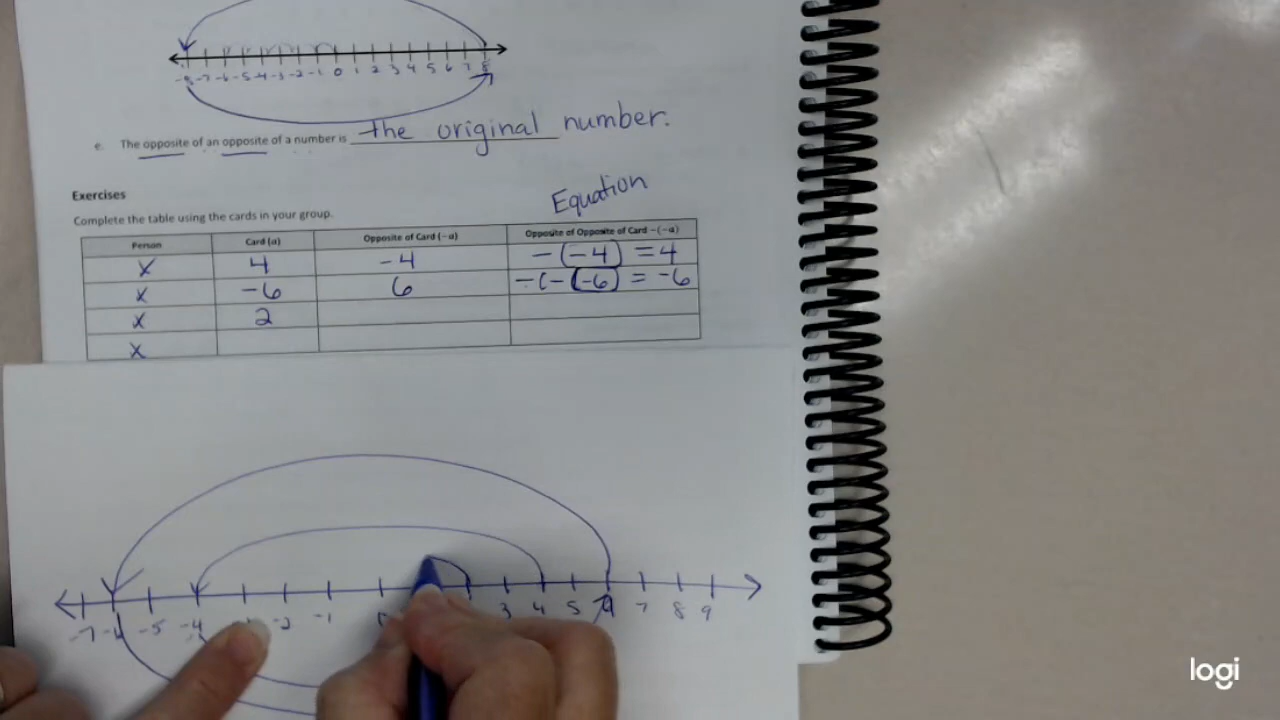 -8 -7 -6 -5 -4 -3 -2 -1 0 1 2 3 4 5 6 7 8
e. The opposite of an opposite of a number is the original number.
Exercises
Equation
Complete the table using the cards in your group.
Person Card (a) Opposite of Card (-a) Opposite of Opposite of Card -(-a)
X 4 -4 -(-4) = 4
X -6 6 -(-(-6) = -6
X 2
X
-7 -6 -5 -4 -2 -1 3 4 5 7 8 9
logi